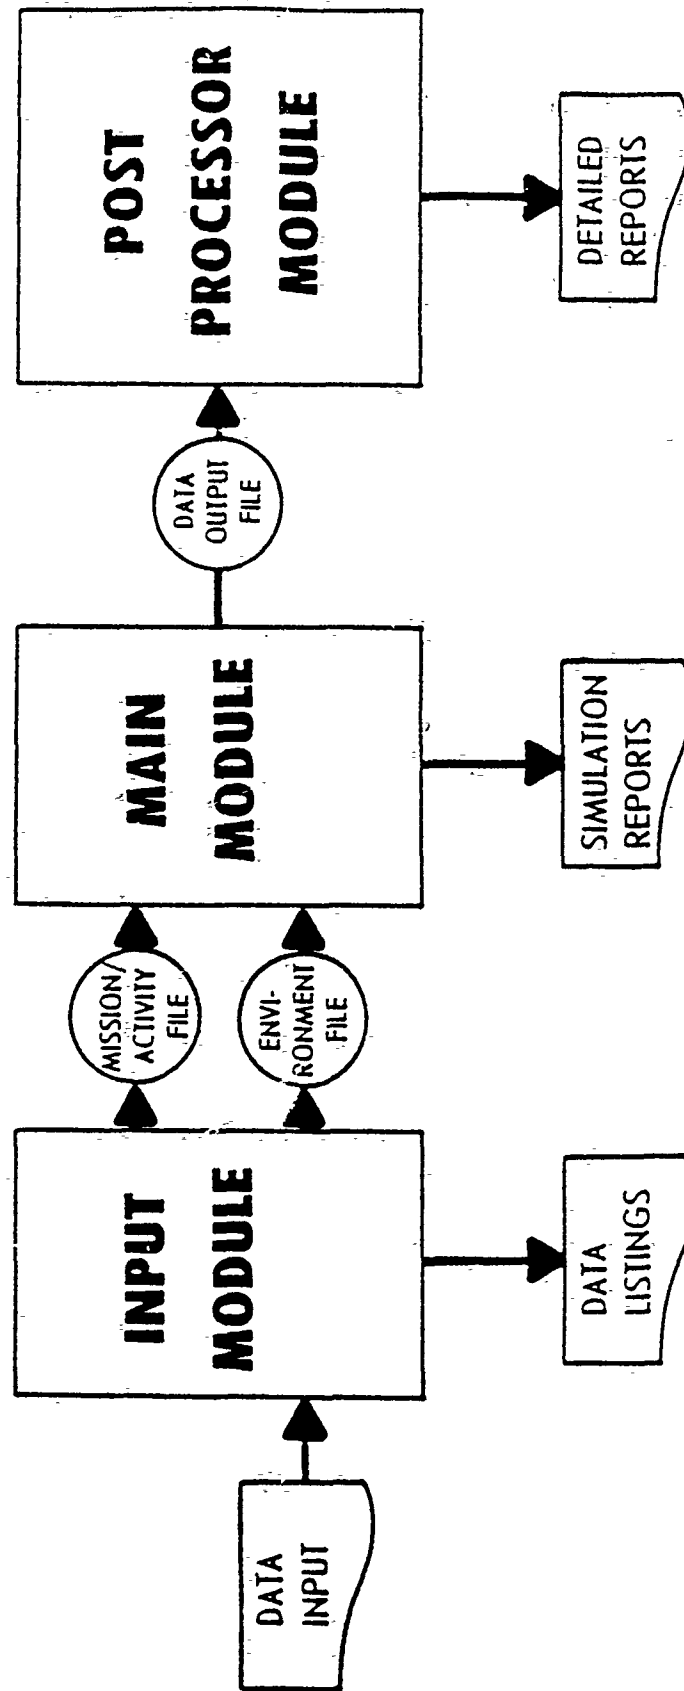 DATA
INPUT
INPUT
MODULE
DATA
LISTINGS
MISSION/
ACTIVITY
FILE
ENVI-
RONMENT
FILE
MAIN
MODULE
SIMULATION
REPORTS
DATA
OUTPUT
FILE
POST
PROCESSOR
MODULE
DETAILED
REPORTS